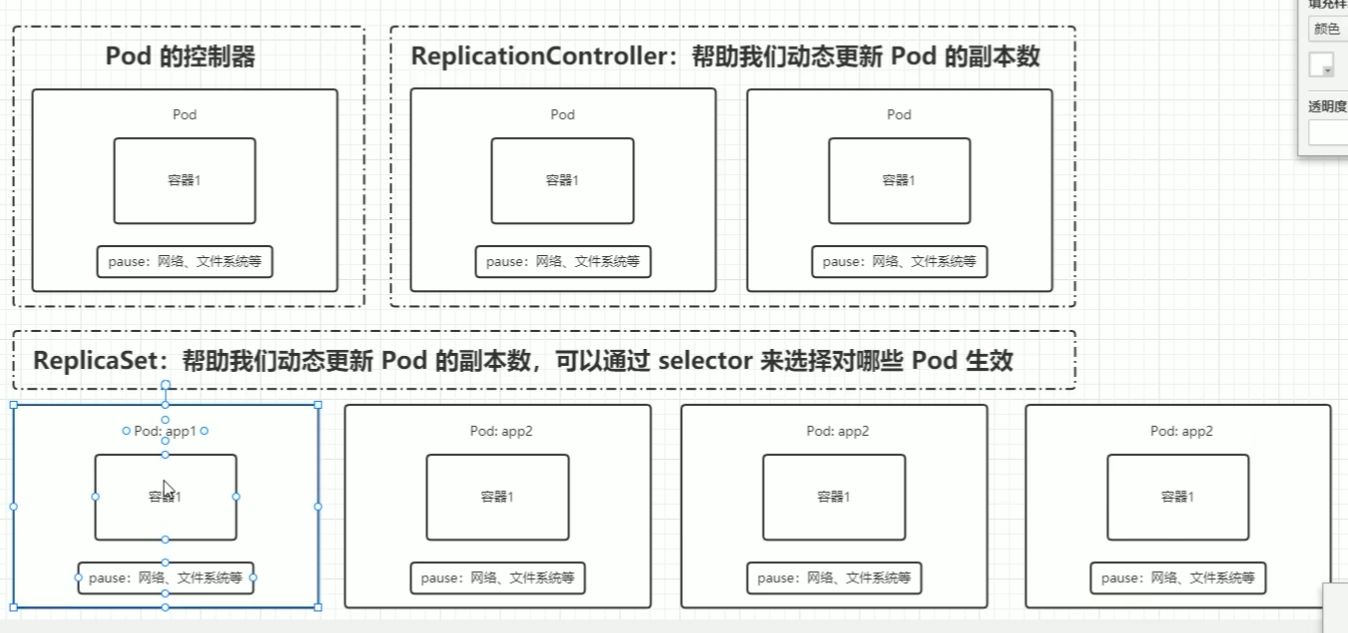 填充样
颜色
透明度
Pod 的控制器
Pod
容器1
pause：网络、文件系统等
ReplicationController：帮助我们动态更新 Pod 的副本数
Pod
Pod
容器1
容器1
pause：网络、文件系统等
pause：网络、文件系统等
ReplicaSet：帮助我们动态更新 Pod 的副本数，可以通过 selector 来选择对哪些 Pod 生效
Pod: app1
容器1
pause：网络、文件系统等
Pod: app2
容器1
pause：网络、文件系统等
Pod: app2
容器1
pause：网络、文件系统等
Pod: app2
容器1
pause：网络、文件系统等